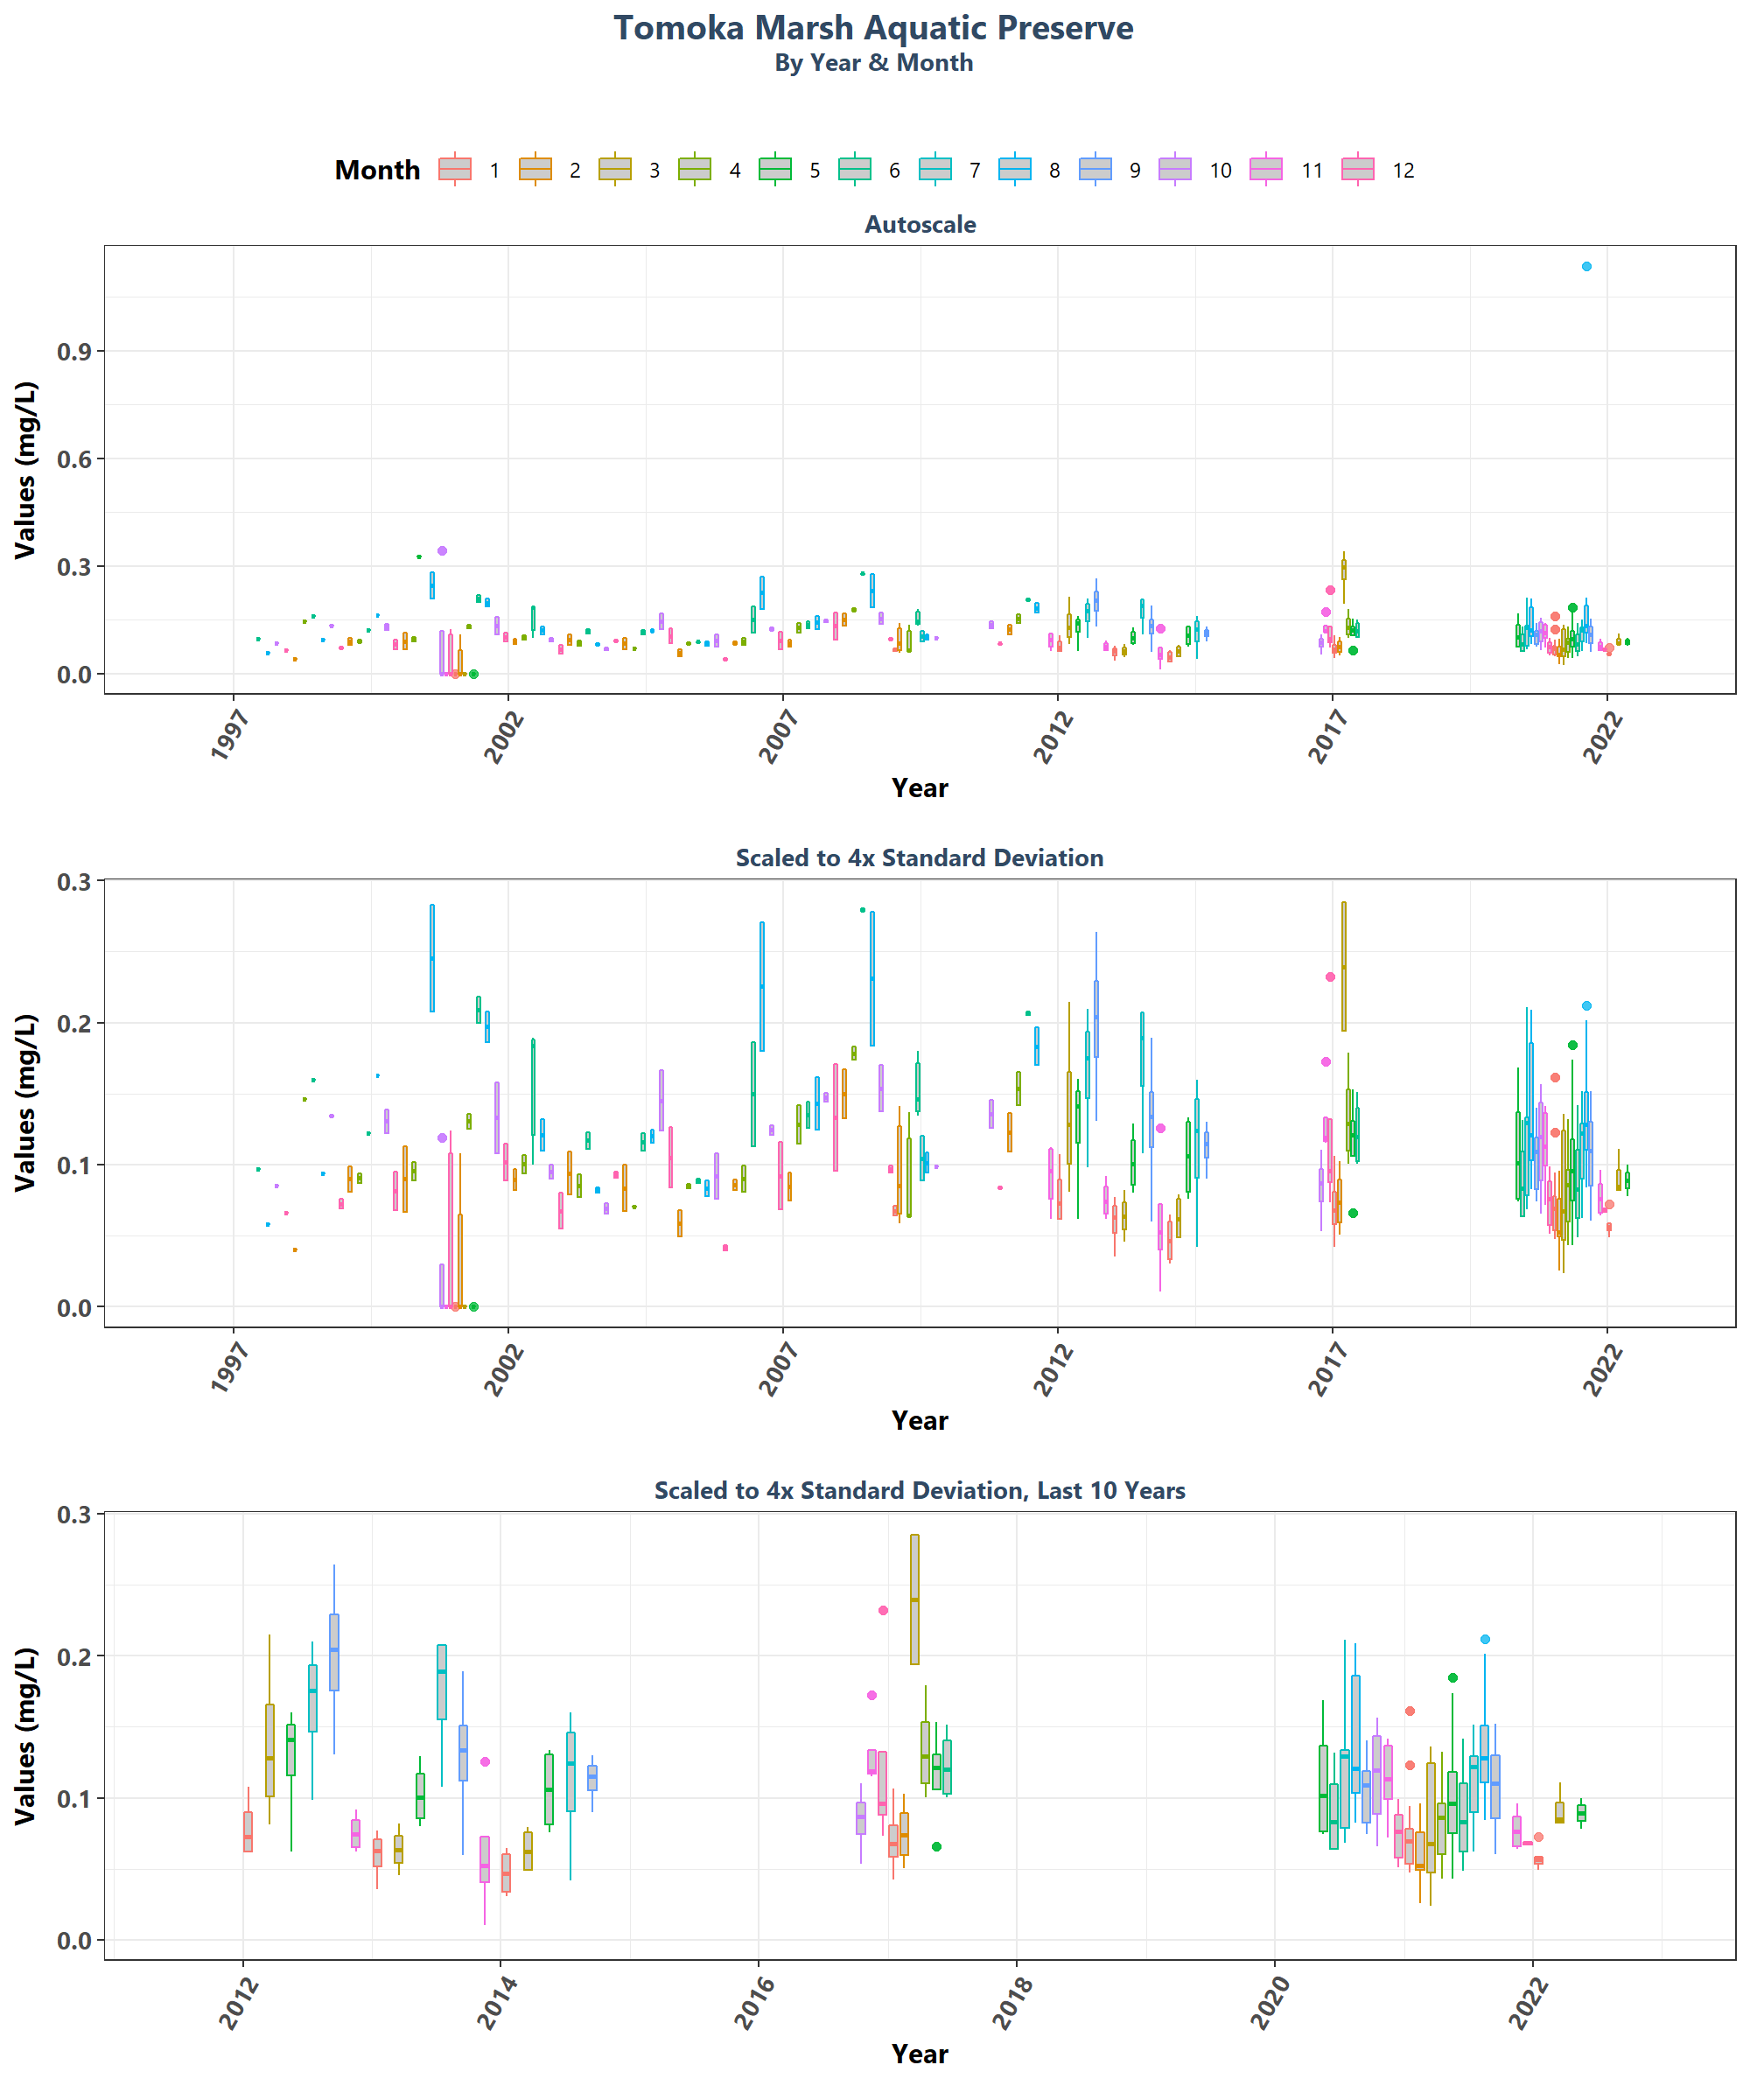 Tomoka Marsh Aquatic Preserve
By Year & Month
Month 1 2 3 4 5 6 7 8 9 10 11 12
Autoscale
Values (mg/L)
0.9
0.6
0.3
0.0
1997 2002 2007 2012 2017 2022
Year
Scaled to 4x Standard Deviation
Values (mg/L)
0.3
0.2
0.1
0.0
1997 2002 2007 2012 2017 2022
Year
Scaled to 4x Standard Deviation, Last 10 Years
Values (mg/L)
0.3
0.2
0.1
0.0
2012 2014 2016 2018 2020 2022
Year